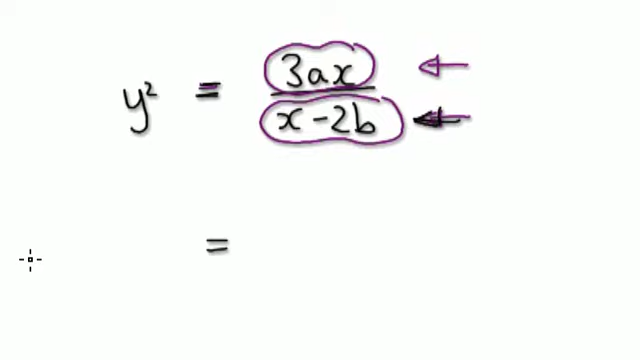 y² = 3ax
x - 2b
=